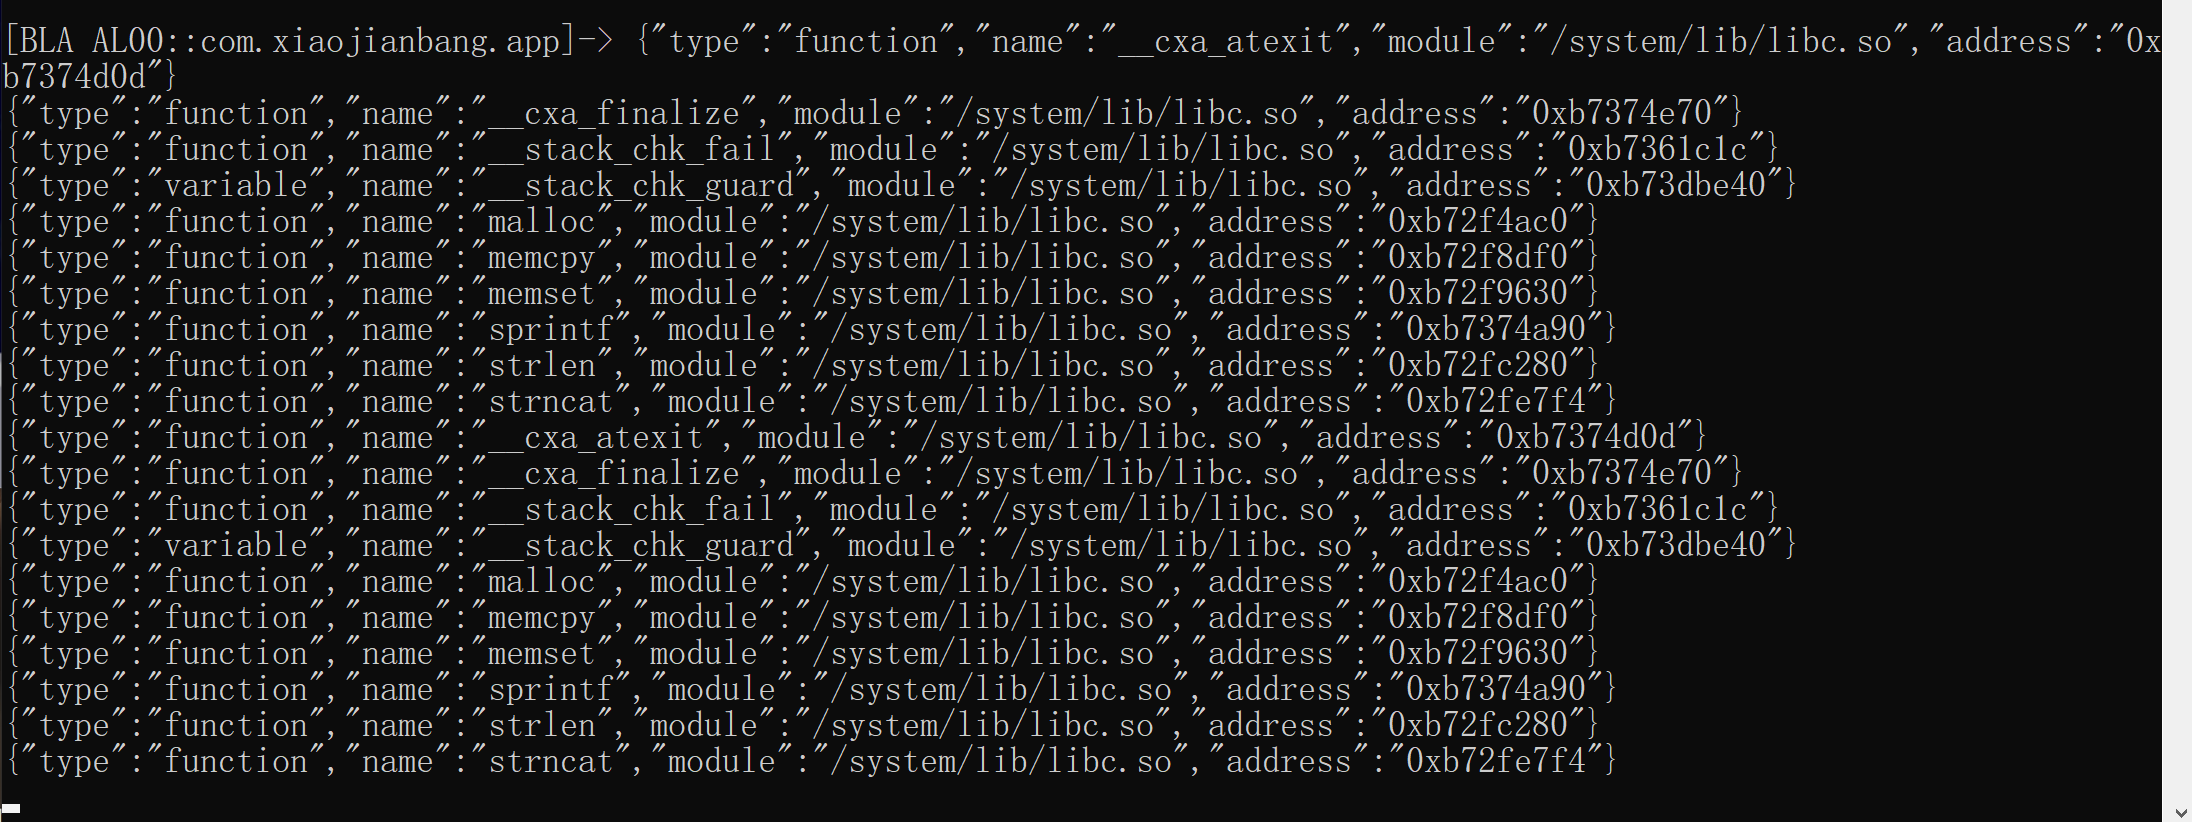 [BLA AL00::com.xiaojianbang.app]-> {"type":"function","name":"__cxa_atexit","module":"/system/lib/libc.so","address":"0x
b7374d0d"}
{"type":"function","name":"__cxa_finalize","module":"/system/lib/libc.so","address":"0xb7374e70"}
{"type":"function","name":"__stack_chk_fail","module":"/system/lib/libc.so","address":"0xb7361c1c"}
{"type":"variable","name":"__stack_chk_guard","module":"/system/lib/libc.so","address":"0xb73dbe40"}
{"type":"function","name":"malloc","module":"/system/lib/libc.so","address":"0xb72f4ac0"}
{"type":"function","name":"memcpy","module":"/system/lib/libc.so","address":"0xb72f8df0"}
{"type":"function","name":"memset","module":"/system/lib/libc.so","address":"0xb72f9630"}
{"type":"function","name":"sprintf","module":"/system/lib/libc.so","address":"0xb7374a90"}
{"type":"function","name":"strlen","module":"/system/lib/libc.so","address":"0xb72fc280"}
{"type":"function","name":"strncat","module":"/system/lib/libc.so","address":"0xb72fe7f4"}
{"type":"function","name":"__cxa_atexit","module":"/system/lib/libc.so","address":"0xb7374d0d"}
{"type":"function","name":"__cxa_finalize","module":"/system/lib/libc.so","address":"0xb7374e70"}
{"type":"function","name":"__stack_chk_fail","module":"/system/lib/libc.so","address":"0xb7361c1c"}
{"type":"variable","name":"__stack_chk_guard","module":"/system/lib/libc.so","address":"0xb73dbe40"}
{"type":"function","name":"malloc","module":"/system/lib/libc.so","address":"0xb72f4ac0"}
{"type":"function","name":"memcpy","module":"/system/lib/libc.so","address":"0xb72f8df0"}
{"type":"function","name":"memset","module":"/system/lib/libc.so","address":"0xb72f9630"}
{"type":"function","name":"sprintf","module":"/system/lib/libc.so","address":"0xb7374a90"}
{"type":"function","name":"strlen","module":"/system/lib/libc.so","address":"0xb72fc280"}
{"type":"function","name":"strncat","module":"/system/lib/libc.so","address":"0xb72fe7f4"}